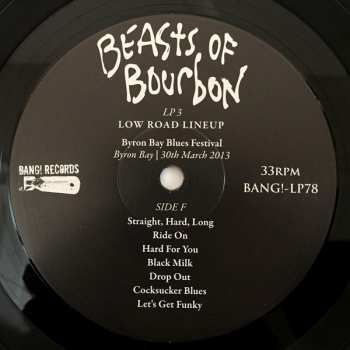 BEASTS OF
BOURBON
LP 3
LOW ROAD LINEUP
Byron Bay Blues Festival
Byron Bay | 30th March 2013
BANG! RECORDS
33RPM
BANG!-LP78
SIDE F
Straight, Hard, Long
Ride On
Hard For You
Black Milk
Drop Out
Cocksucker Blues
Let's Get Funky